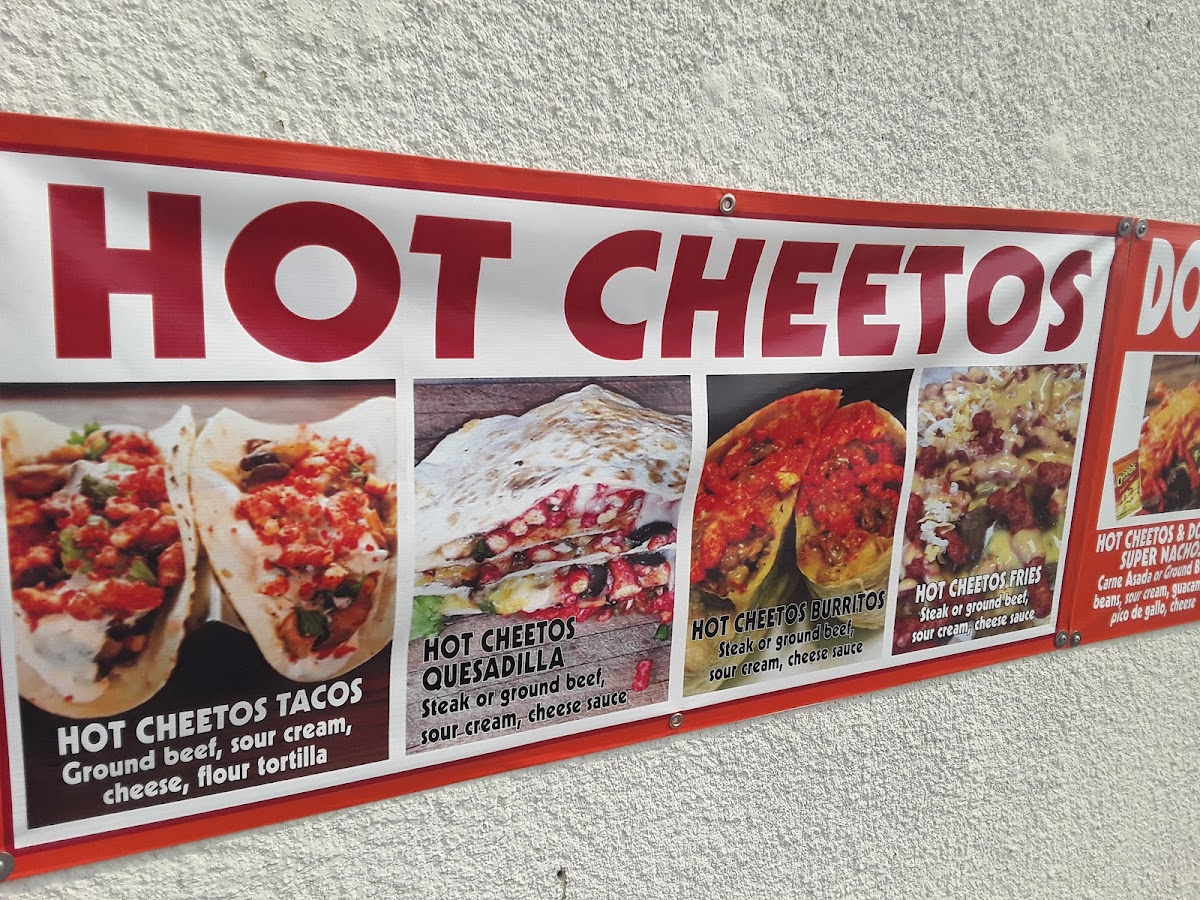 HOT CHEETOS
HOT CHEETOS TACOS
Ground beef, sour cream,
cheese, flour tortilla
HOT CHEETOS
QUESADILLA
Steak or ground beef,
sour cream, cheese sauce
HOT CHEETOS BURRITOS
Steak or ground beef,
sour cream, cheese sauce
HOT CHEETOS FRIES
Steak or ground beef,
sour cream, cheese sauce
DO
HOT CHEETOS & DO
SUPER NACHO
Carne Asada or Ground B
beans, sour cream, guacam
pico de gallo, cheese